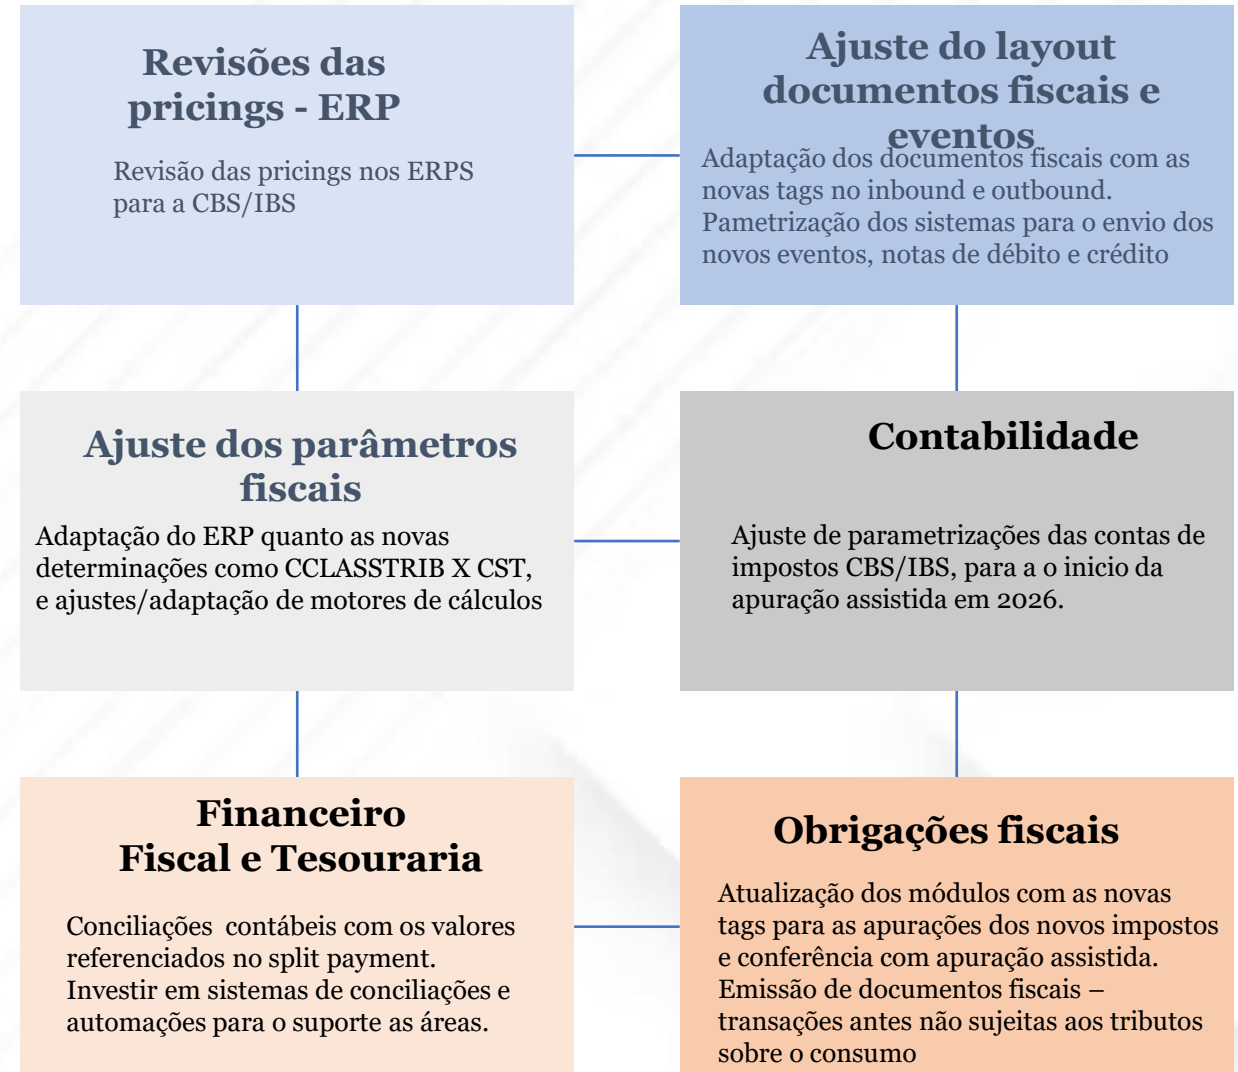 Revisões das
pricings - ERP
Revisão das pricings nos ERPS
para a CBS/IBS
Ajuste do layout
documentos fiscais e
eventos
Adaptação dos documentos fiscais com as
novas tags no inbound e outbound.
Pametrização dos sistemas para o envio dos
novos eventos, notas de débito e crédito
Ajuste dos parâmetros
fiscais
Adaptação do ERP quanto as novas
determinações como CCLASSTRIB X CST,
e ajustes/adaptação de motores de cálculos
Contabilidade
Ajuste de parametrizações das contas de
impostos CBS/IBS, para a o inicio da
apuração assistida em 2026.
Financeiro
Fiscal e Tesouraria
Conciliações  contábeis com os valores
referenciados no split payment.
Investir em sistemas de conciliações e
automações para o suporte as áreas.
Obrigações fiscais
Atualização dos módulos com as novas
tags para as apurações dos novos impostos
e conferência com apuração assistida.
Emissão de documentos fiscais –
transações antes não sujeitas aos tributos
sobre o consumo